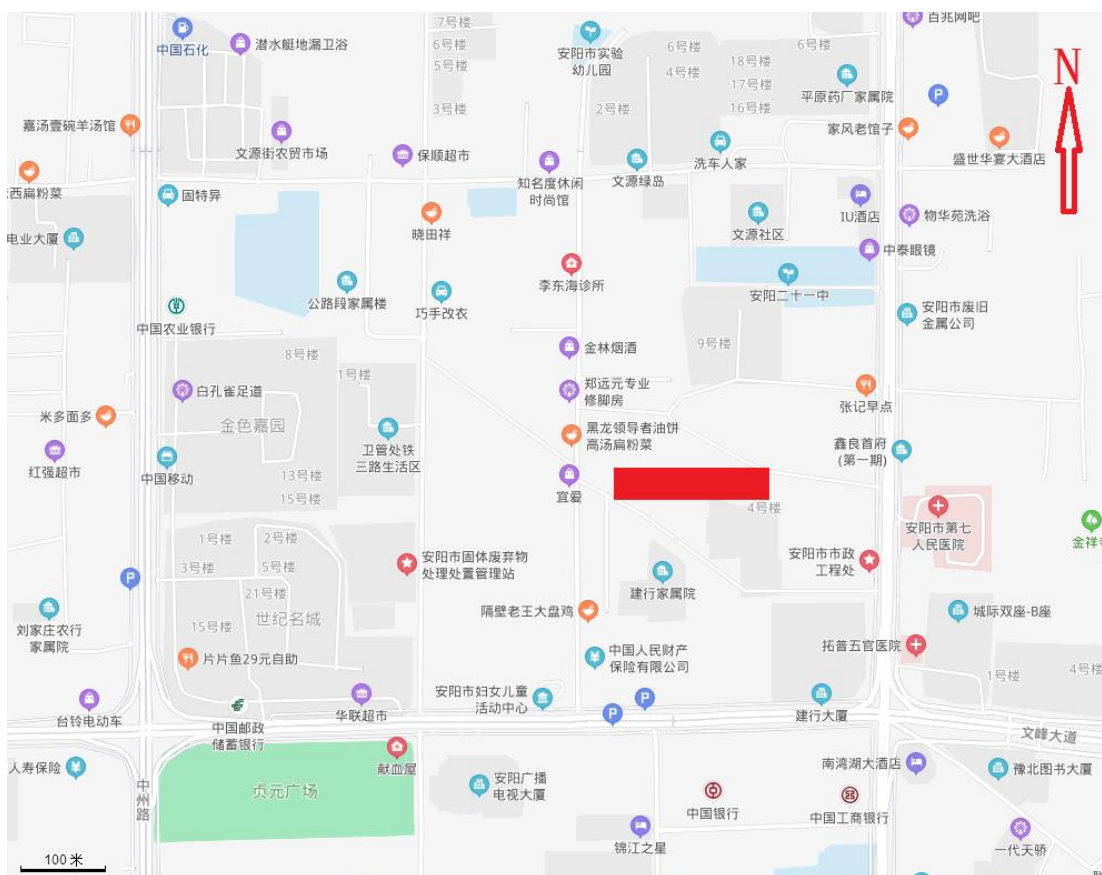 7号楼
百兆网吧
中国石化
潜水艇地漏卫浴
6号楼
安阳市实验
幼儿园
6号楼
6号楼
N
5号楼
4号楼
18号楼
17号楼
平原药厂家属院
P
3号楼
2号楼
16号楼
嘉汤壹碗羊汤馆
文源街农贸市场
保顺超市
知名度休闲
时尚馆
文源绿岛
洗车人家
家风老馆子
盛世华宴大酒店
西扁粉菜
固特异
晓田祥
文源社区
IU酒店
物华苑洗浴
电业大厦
中泰眼镜
李东海诊所
公路段家属楼
巧手改衣
安阳二十一中
安阳市废旧
金属公司
中国农业银行
8号楼
金林烟酒
9号楼
1号楼
白孔雀足道
郑远元专业
修脚房
张记早点
米多面多
金色嘉园
卫管处铁
三路生活区
黑龙领导者油饼
高汤扁粉菜
鑫良首府
(第一期)
红强超市
中国移动
13号楼
15号楼
宜爱
4号楼
安阳市第七
人民医院
金祥
1号楼
2号楼
3号楼
5号楼
安阳市固体废弃物
处理处置管理站
安阳市市政
工程处
P
21号楼
建行家属院
刘家庄农行
家属院
15号楼
世纪名城
隔壁老王大盘鸡
城际双座-B座
片片鱼29元自助
中国人民财产
保险有限公司
拓普五官医院
1号楼
4号楼
台铃电动车
中国邮政
储蓄银行
华联超市
安阳市妇女儿童
活动中心
P
P
建行大厦
文峰大道
人寿保险
中州路
贞元广场
献血屋
安阳广播
电视大厦
中国银行
中国工商银行
南湾湖大酒店
豫北图书大厦
锦江之星
一代天骄
100 米